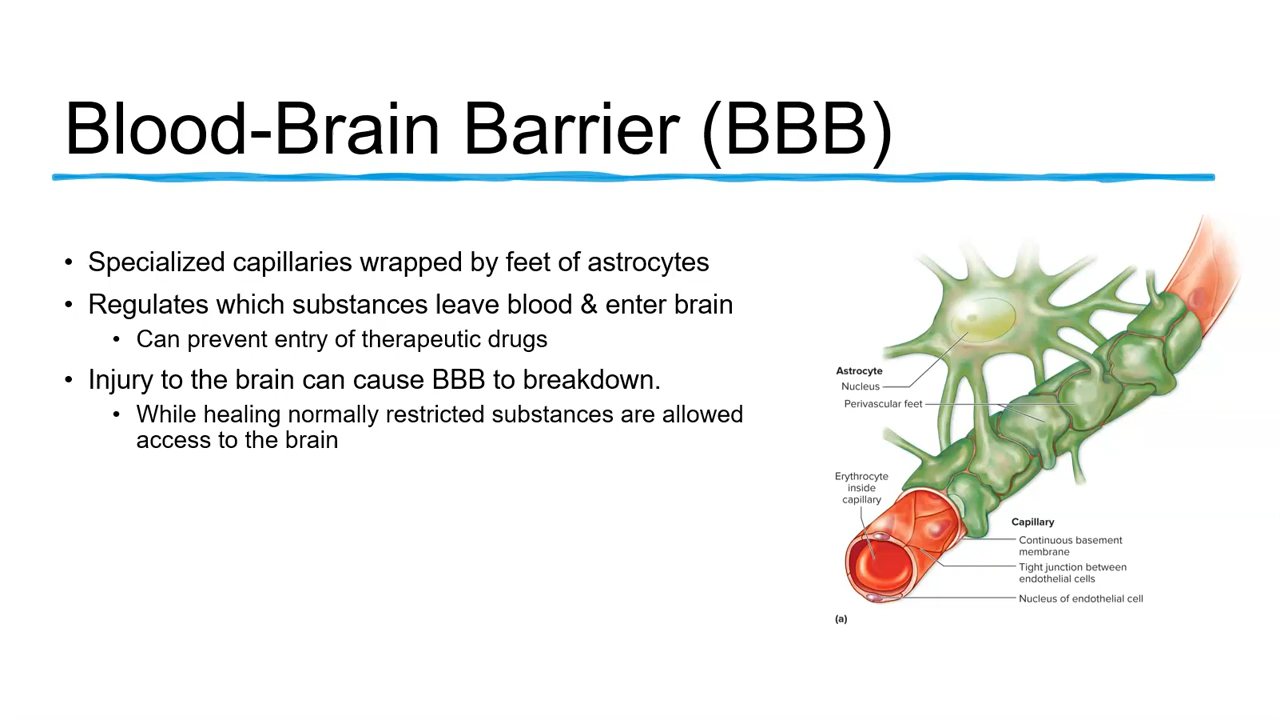 Blood-Brain Barrier (BBB)
• Specialized capillaries wrapped by feet of astrocytes
• Regulates which substances leave blood & enter brain
• Can prevent entry of therapeutic drugs
• Injury to the brain can cause BBB to breakdown.
• While healing normally restricted substances are allowed
access to the brain
Astrocyte
Nucleus
Perivascular feet
Erythrocyte
inside
capillary
Capillary
Continuous basement
membrane
Tight junction between
endothelial cells
Nucleus of endothelial cell
(a)